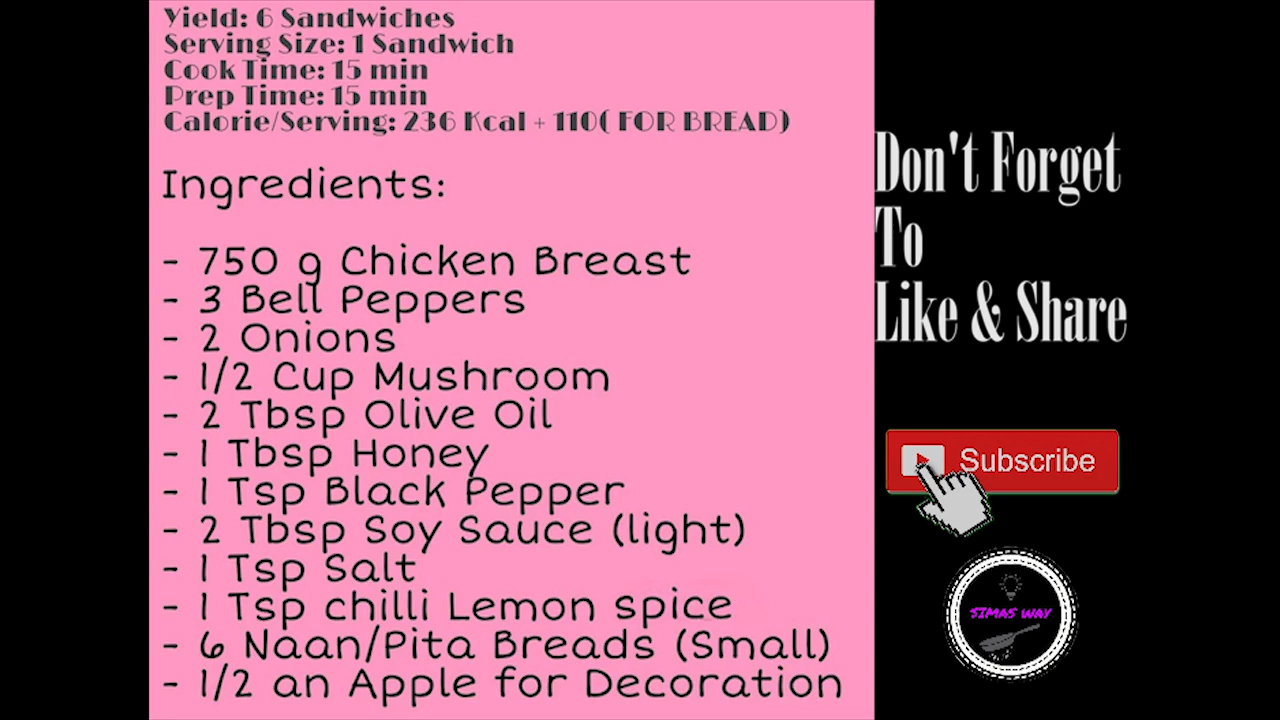 Yield: 6 Sandwiches
Serving Size: 1 Sandwich
Cook Time: 15 min
Prep Time: 15 min
Calorie/Serving: 236 Kcal + 110( FOR BREAD)
Ingredients:
- 750 g Chicken Breast
- 3 Bell Peppers
- 2 Onions
- 1/2 Cup Mushroom
- 2 Tbsp Olive Oil
- 1 Tbsp Honey
- 1 Tsp Black Pepper
- 2 Tbsp Soy Sauce (light)
- 1 Tsp Salt
- 1 Tsp chilli Lemon spice
- 6 Naan/Pita Breads (Small)
- 1/2 an Apple for Decoration
Don't Forget
To
Like & Share
Subscribe
SIMAS WAY